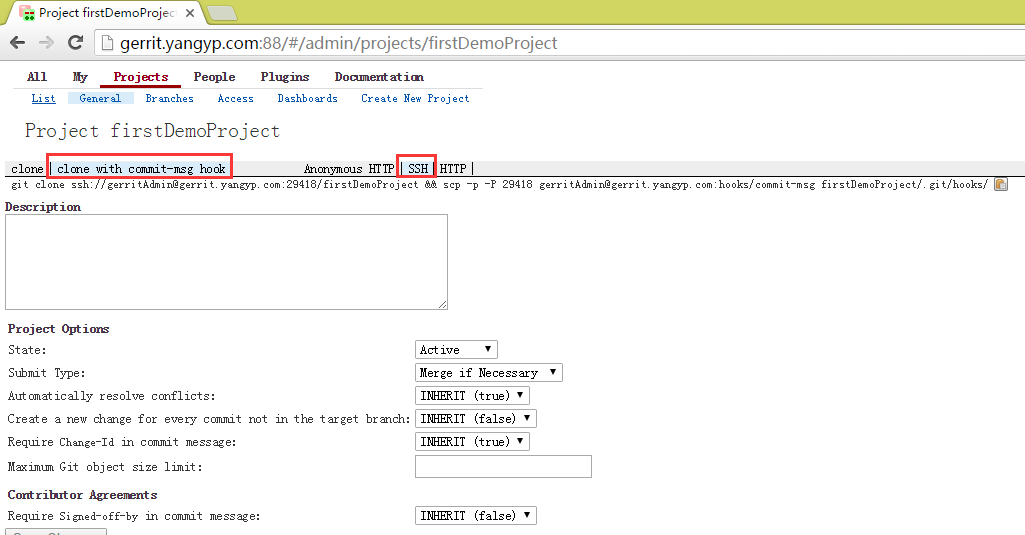 Project firstDemoProjec
gerrit.yangyp.com:88/#/admin/projects/firstDemoProject
All My Projects People Plugins Documentation
List General Branches Access Dashboards Create New Project
Project firstDemoProject
clone | clone with commit-msg hook Anonymous HTTP | SSH | HTTP |
git clone ssh://gerritAdmin@gerrit.yangyp.com:29418/firstDemoProject && scp -p -P 29418 gerritAdmin@gerrit.yangyp.com:hooks/commit-msg firstDemoProject/.git/hooks/
Description
Project Options
State: Active
Submit Type: Merge if Necessary
Automatically resolve conflicts: INHERIT (true)
Create a new change for every commit not in the target branch: INHERIT (false)
Require Change-Id in commit message: INHERIT (true)
Maximum Git object size limit:
Contributor Agreements
Require Signed-off-by in commit message: INHERIT (false)